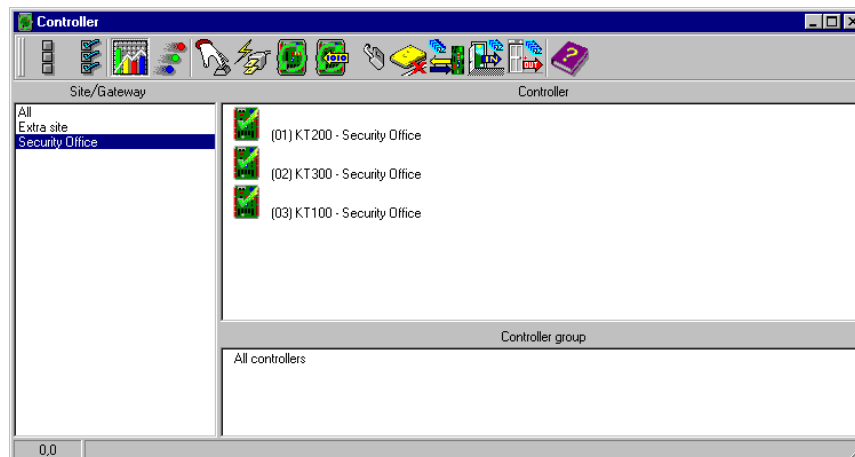 Controller
Site/Gateway
Controller
All
Extra site
Security Office
(01) KT200 - Security Office
(02) KT300 - Security Office
(03) KT100 - Security Office
Controller group
All controllers
0,0